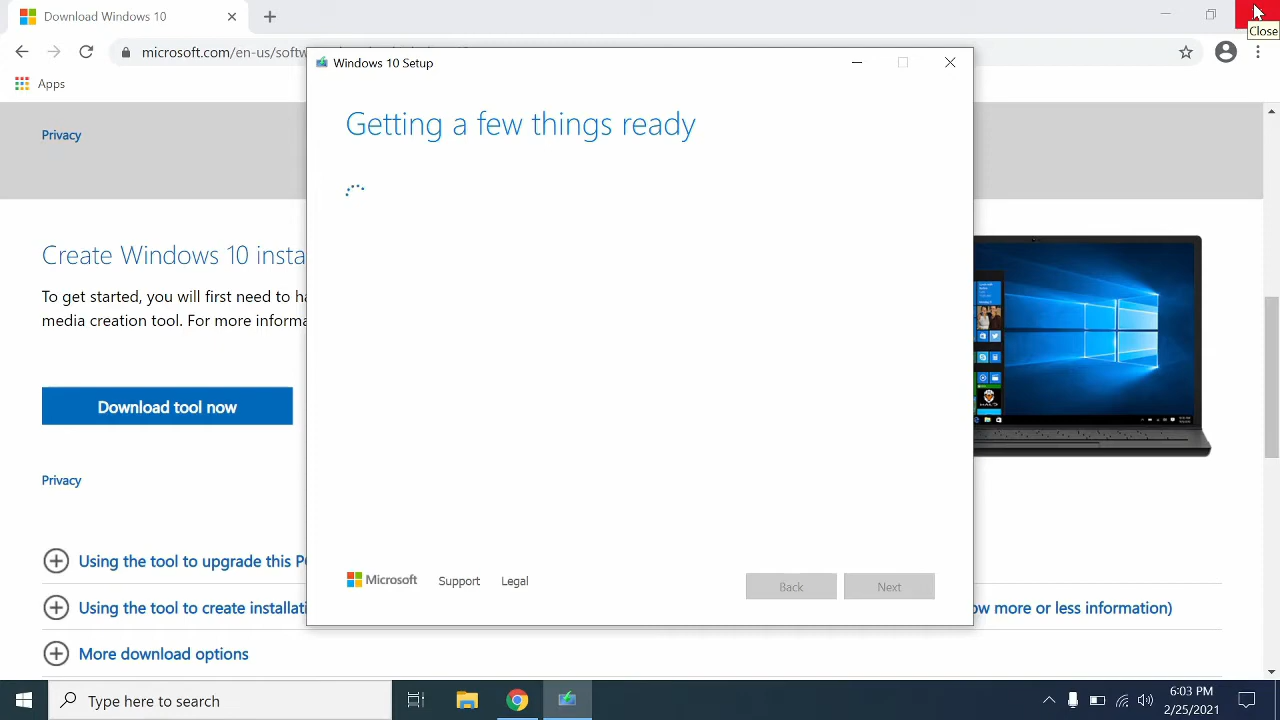 Download Windows 10
Close
microsoft.com/en-us/softw
Apps
Windows 10 Setup
Privacy
Getting a few things ready
Create Windows 10 insta
To get started, you will first need to ha
media creation tool. For more informa
Download tool now
Privacy
Using the tool to upgrade this P
Microsoft
Support
Legal
Back
Next
Using the tool to create installati
ow more or less information)
More download options
Type here to search
6:03 PM
2/25/2021